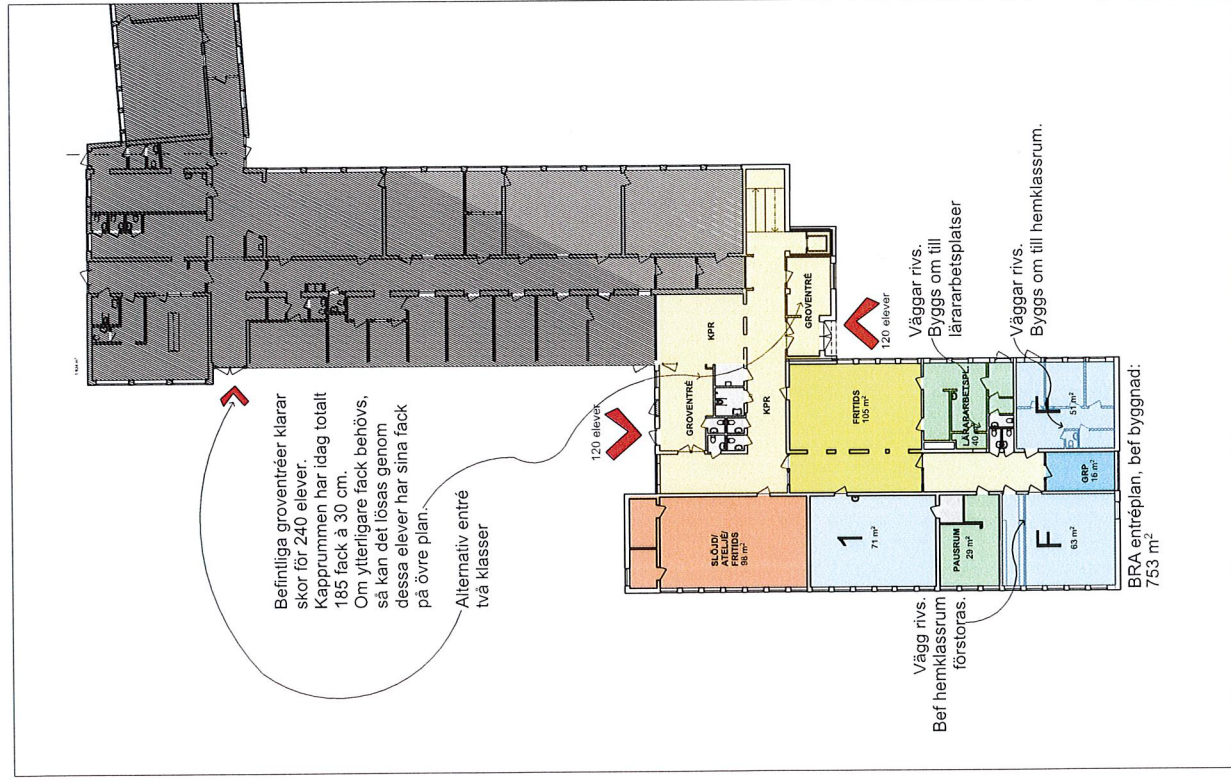 Befintliga groventréer klarar
skor för 240 elever.
Kapprummen har idag totalt
185 fack à 30 cm.
Om ytterligare fack behövs,
så kan det lösas genom
dessa elever har sina fack
på övre plan.
Alternativ entré
två klasser
120 elever
GROVENTRÉ
KPR
KPR
GROVENTRÉ
120 elever
Väggar rivs.
Byggs om till
lärararbetsplatser
Väggar rivs.
Byggs om till hemklassrum.
SLÖJD/
ATELJÉ/
FRITIDS
98 m²
FRITIDS
105 m²
1
71 m²
LÄRARARBETSPL.
40 m²
PAUSRUM
29 m²
F
51 m²
GRP
16 m²
F
63 m²
Vägg rivs.
Bef hemklassrum
förstoras.
BRA entréplan, bef byggnad:
753 m²